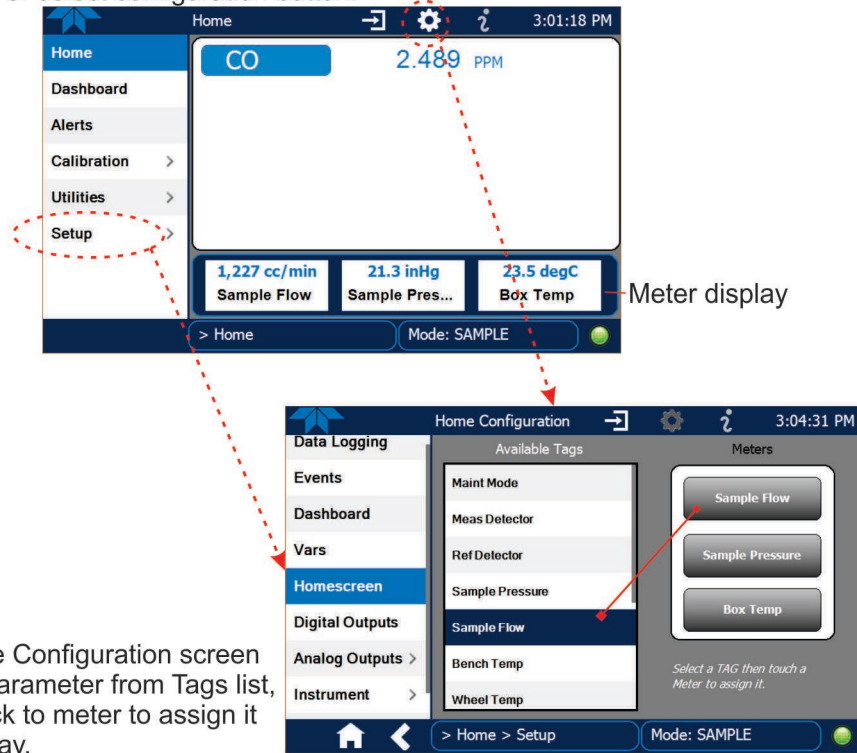 Home
3:01:18 PM
Home
CO
2.489 PPM
Dashboard
Alerts
Calibration >
Utilities >
Setup >
1,227 cc/min
Sample Flow
21.3 inHg
Sample Pres...
23.5 degC
Box Temp
Meter display
> Home
Mode: SAMPLE
Home Configuration
3:04:31 PM
Data Logging
Events
Dashboard
Vars
Homescreen
Digital Outputs
Analog Outputs >
Instrument >
Available Tags
Maint Mode
Meas Detector
Ref Detector
Sample Pressure
Sample Flow
Bench Temp
Wheel Temp
Meters
Sample Flow
Sample Pressure
Box Temp
Select a TAG then touch a
Meter to assign it.
> Home > Setup
Mode: SAMPLE
Configuration screen
arameter from Tags list,
k to meter to assign it
ay.